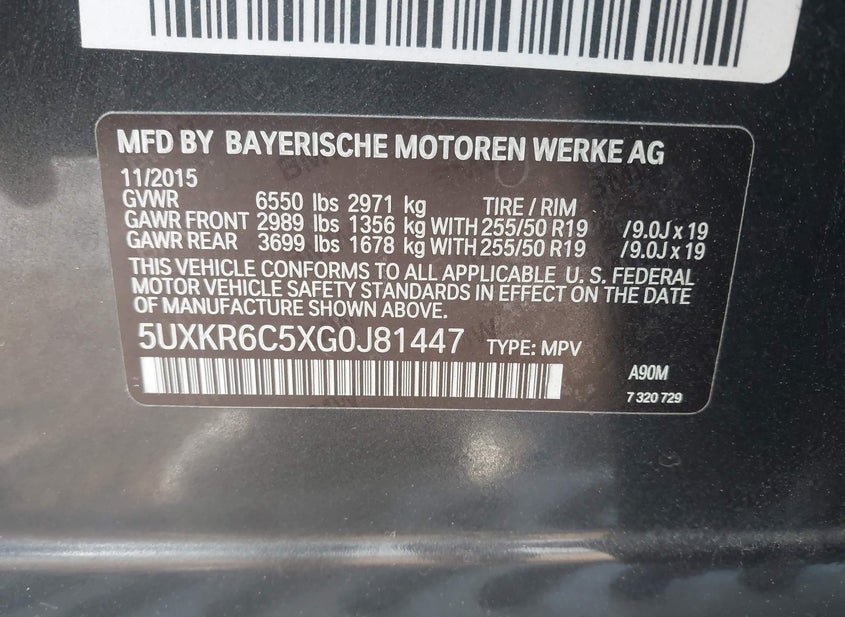 MFD BY BAYERISCHE MOTOREN WERKE AG
11/2015
GVWR 6550 lbs 2971 kg TIRE / RIM
GAWR FRONT 2989 lbs 1356 kg WITH 255/50 R19 /9.0J x 19
GAWR REAR 3699 lbs 1678 kg WITH 255/50 R19 /9.0J x 19
THIS VEHICLE CONFORMS TO ALL APPLICABLE U. S. FEDERAL
MOTOR VEHICLE SAFETY STANDARDS IN EFFECT ON THE DATE
OF MANUFACTURE SHOWN ABOVE.
5UXKR6C5XG0J81447 TYPE: MPV
A90M
7 320 729